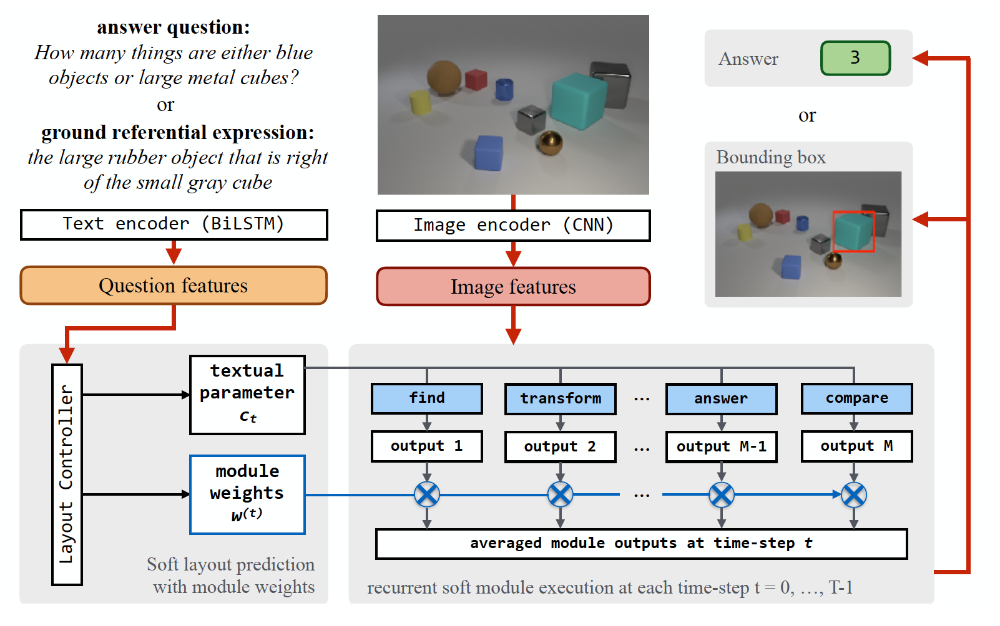 answer question:
How many things are either blue
objects or large metal cubes?
or
ground referential expression:
the large rubber object that is right
of the small gray cube
Text encoder (BiLSTM)
Question features
Image encoder (CNN)
Image features
Answer
3
or
Bounding box
Layout Controller
textual
parameter
c_t
module
weights
w^(t)
Soft layout prediction
with module weights
find
transform
...
answer
compare
output 1
output 2
...
output M-1
output M
...
averaged module outputs at time-step t
recurrent soft module execution at each time-step t = 0, ..., T-1